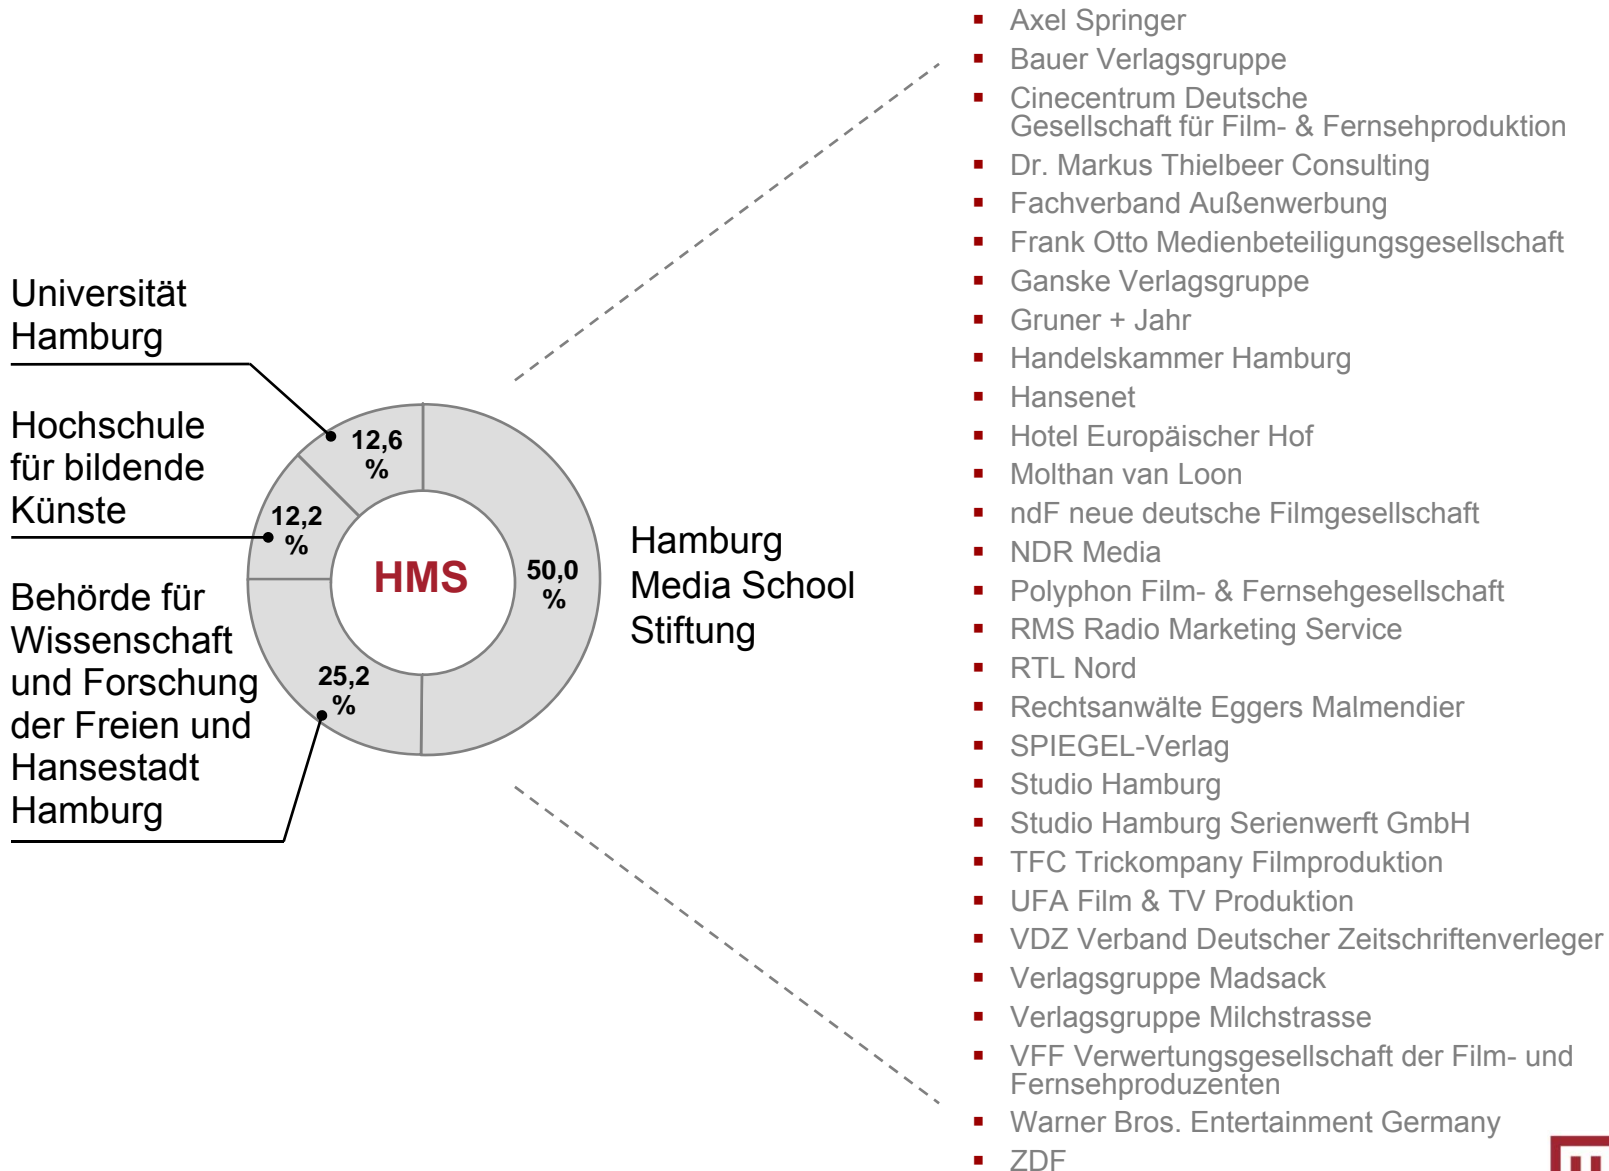 Universität
Hamburg
Hochschule
für bildende
Künste
Behörde für
Wissenschaft
und Forschung
der Freien und
Hansestadt
Hamburg
12,6
%
12,2
%
25,2
%
HMS
50,0
%
Hamburg
Media School
Stiftung
Axel Springer
Bauer Verlagsgruppe
Cinecentrum Deutsche
Gesellschaft für Film- & Fernsehproduktion
Dr. Markus Thielbeer Consulting
Fachverband Außenwerbung
Frank Otto Medienbeteiligungsgesellschaft
Ganske Verlagsgruppe
Gruner + Jahr
Handelskammer Hamburg
Hansenet
Hotel Europäischer Hof
Molthan van Loon
ndF neue deutsche Filmgesellschaft
NDR Media
Polyphon Film- & Fernsehgesellschaft
RMS Radio Marketing Service
RTL Nord
Rechtsanwälte Eggers Malmendier
SPIEGEL-Verlag
Studio Hamburg
Studio Hamburg Serienwerft GmbH
TFC Trickompany Filmproduktion
UFA Film & TV Produktion
VDZ Verband Deutscher Zeitschriftenverleger
Verlagsgruppe Madsack
Verlagsgruppe Milchstrasse
VFF Verwertungsgesellschaft der Film- und
Fernsehproduzenten
Warner Bros. Entertainment Germany
ZDF